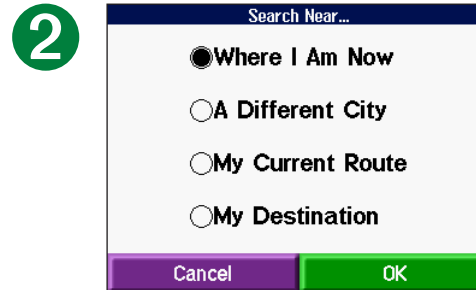 2
Search Near...
Where I Am Now
A Different City
My Current Route
My Destination
Cancel OK